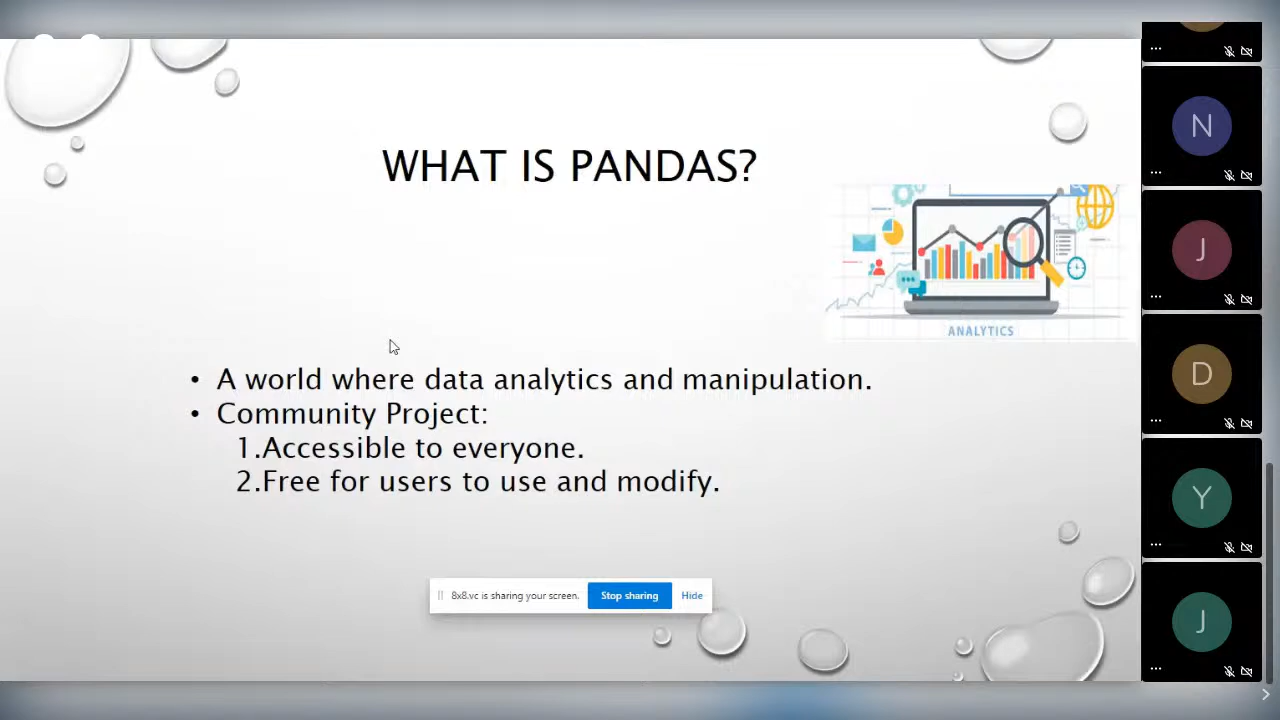 WHAT IS PANDAS?
ANALYTICS
• A world where data analytics and manipulation.
• Community Project:
1.Accessible to everyone.
2.Free for users to use and modify.
8x8.vc is sharing your screen. Stop sharing Hide
N
J
D
Y
J